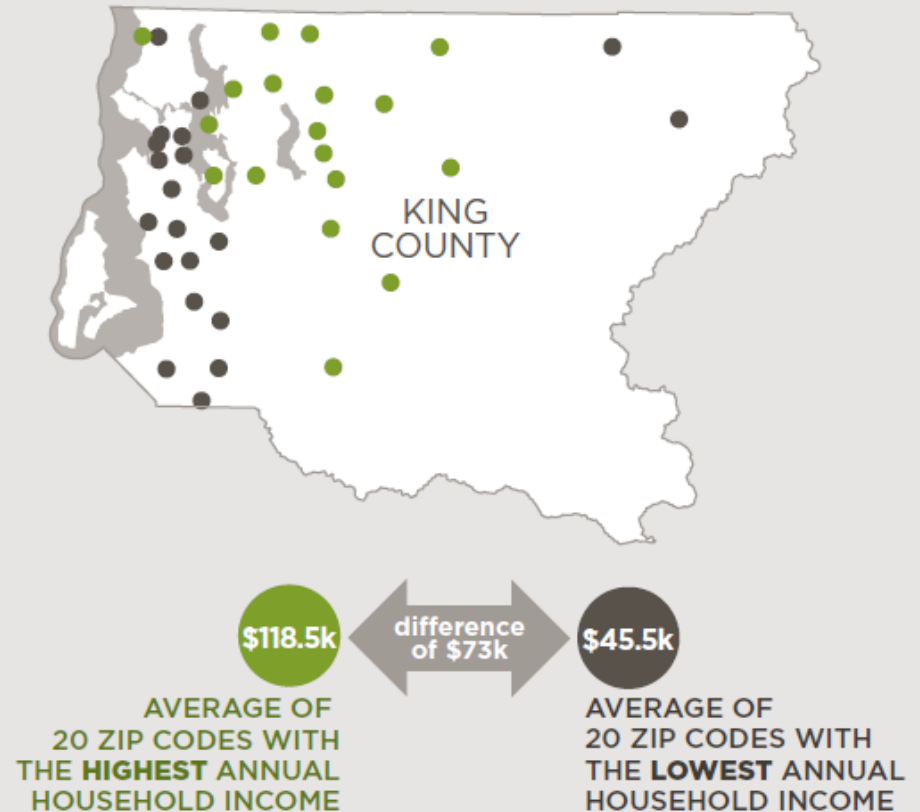 KING
COUNTY
$118.5k
difference
of $73k
$45.5k
AVERAGE OF
20 ZIP CODES WITH
THE HIGHEST ANNUAL
HOUSEHOLD INCOME
AVERAGE OF
20 ZIP CODES WITH
THE LOWEST ANNUAL
HOUSEHOLD INCOME